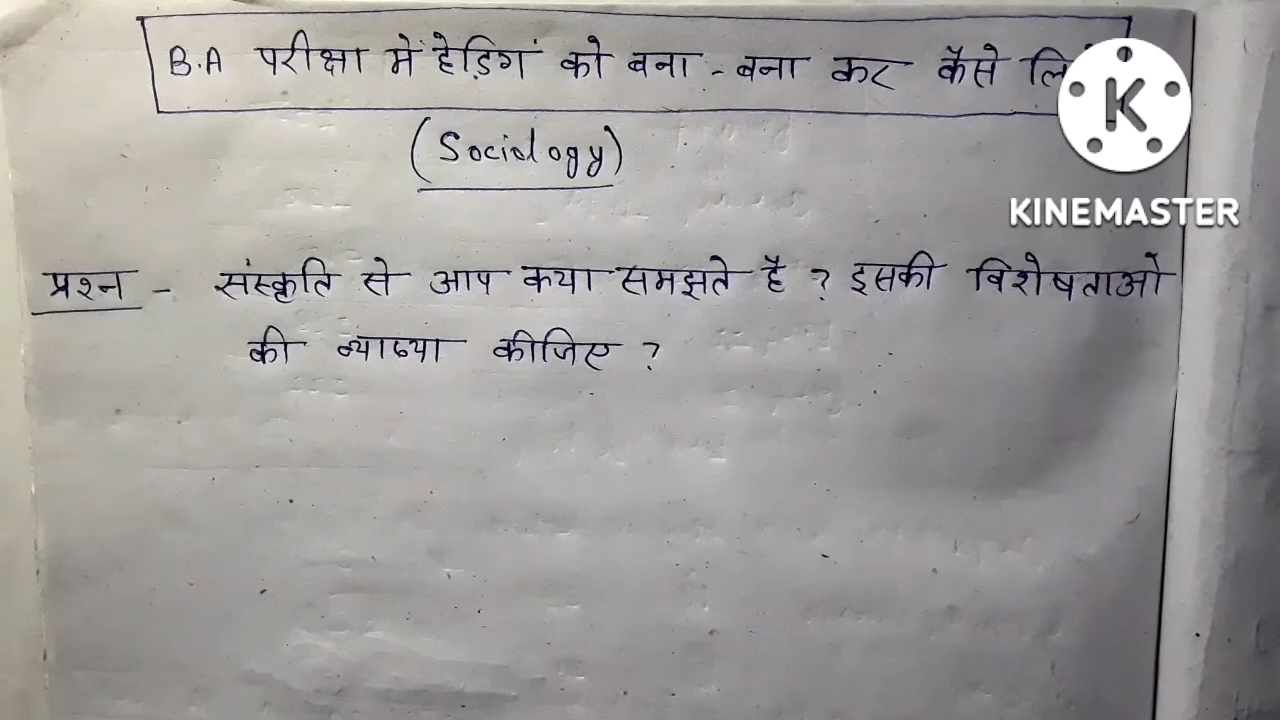 B.A परीक्षा में हेडिंग को बना - बना कर कैसे
(Sociology)
K
KINEMASTER
प्रश्न - संस्कृति से आप क्या समझते है ? इसकी विशेषताओ
की व्याख्या कीजिए ?